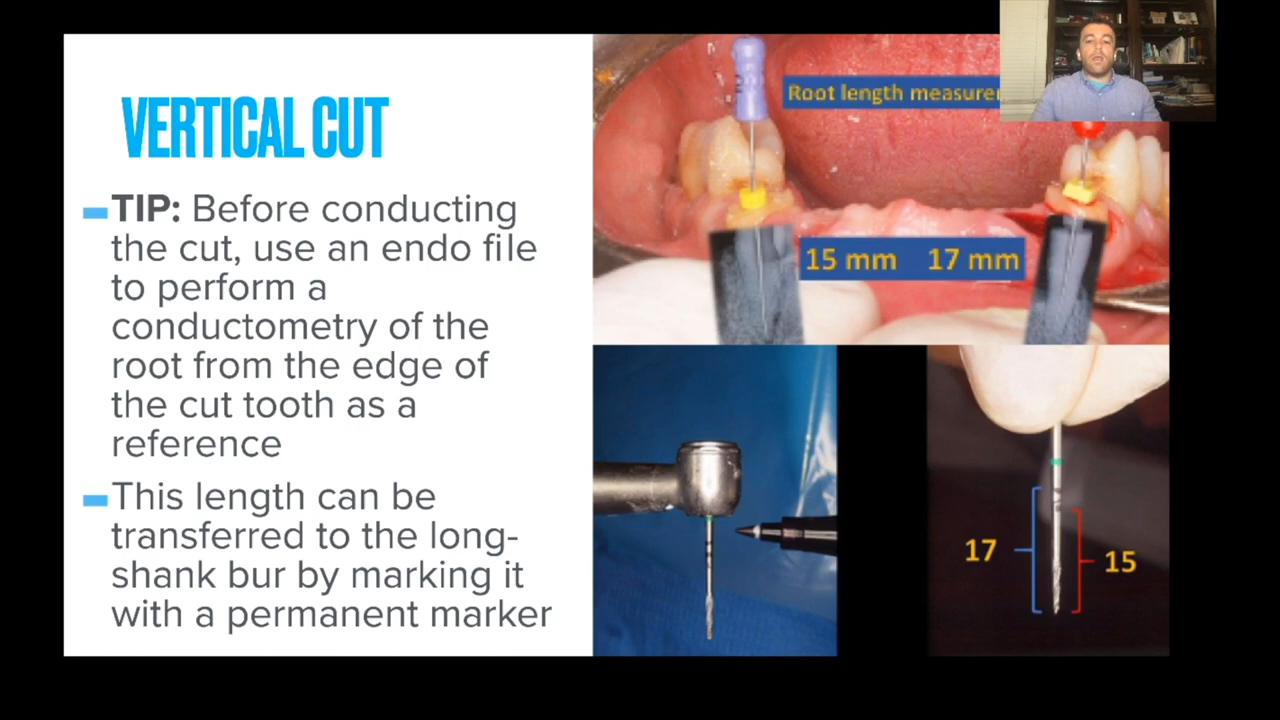 VERTICAL CUT
TIP: Before conducting
the cut, use an endo file
to perform a
conductometry of the
root from the edge of
the cut tooth as a
reference
This length can be
transferred to the long-
shank bur by marking it
with a permanent marker
Root length
15 mm 17 mm
17
15